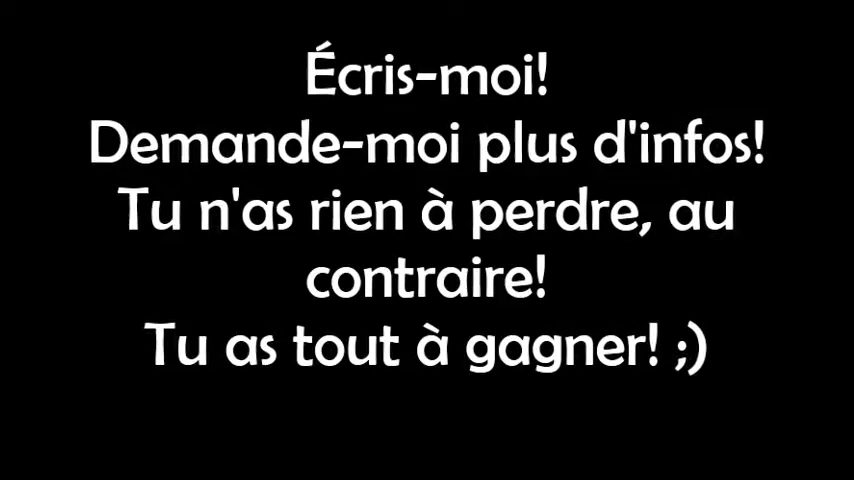 Écris-moi!
Demande-moi plus d'infos!
Tu n'as rien à perdre, au
contraire!
Tu as tout à gagner! ;)